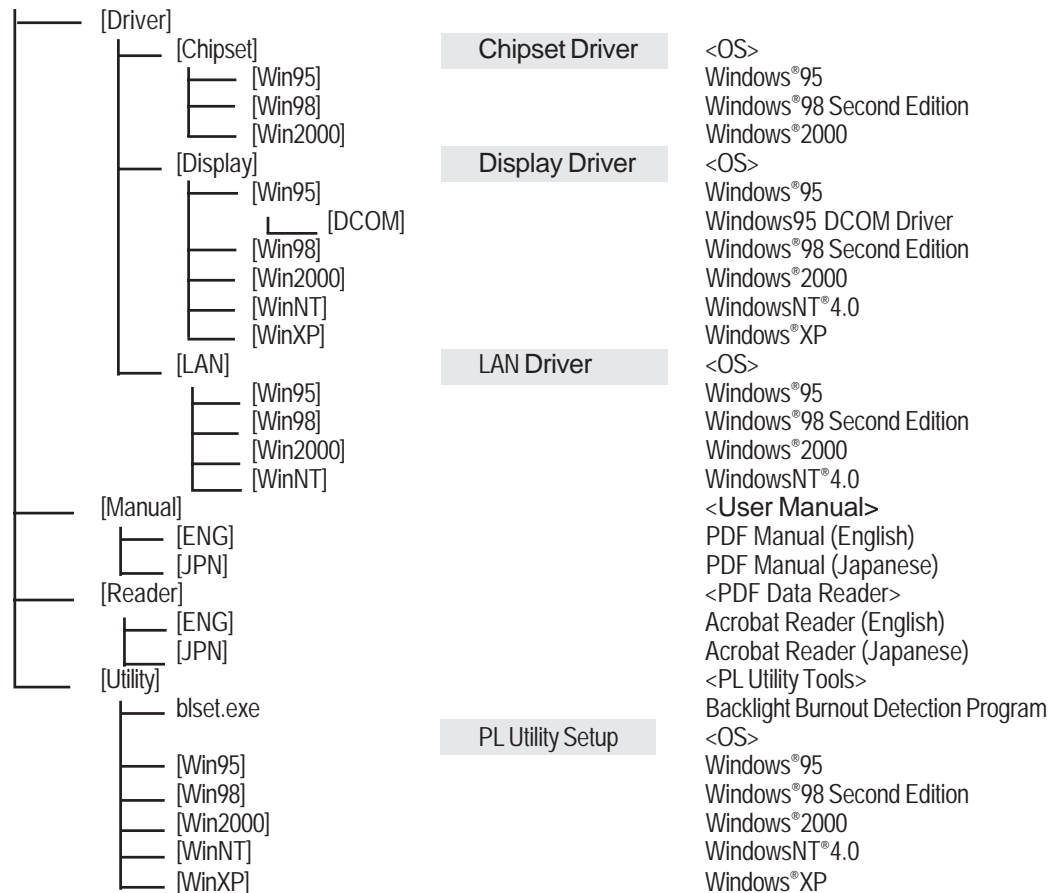 [Driver]
[Chipset] Chipset Driver <OS>
[Win95] Windows®95
[Win98] Windows®98 Second Edition
[Win2000] Windows®2000
[Display] Display Driver <OS>
[Win95] Windows®95
[DCOM] Windows95 DCOM Driver
[Win98] Windows®98 Second Edition
[Win2000] Windows®2000
[WinNT] WindowsNT®4.0
[WinXP] Windows®XP
[LAN] LAN Driver <OS>
[Win95] Windows®95
[Win98] Windows®98 Second Edition
[Win2000] Windows®2000
[WinNT] WindowsNT®4.0
[Manual] <User Manual>
[ENG] PDF Manual (English)
[JPN] PDF Manual (Japanese)
[Reader] <PDF Data Reader>
[ENG] Acrobat Reader (English)
[JPN] Acrobat Reader (Japanese)
[Utility] <PL Utility Tools>
blset.exe Backlight Burnout Detection Program
PL Utility Setup <OS>
[Win95] Windows®95
[Win98] Windows®98 Second Edition
[Win2000] Windows®2000
[WinNT] WindowsNT®4.0
[WinXP] Windows®XP